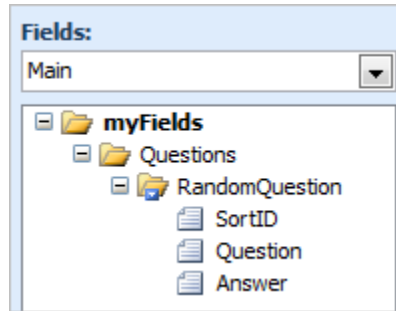 Fields:
Main
myFields
Questions
RandomQuestion
SortID
Question
Answer